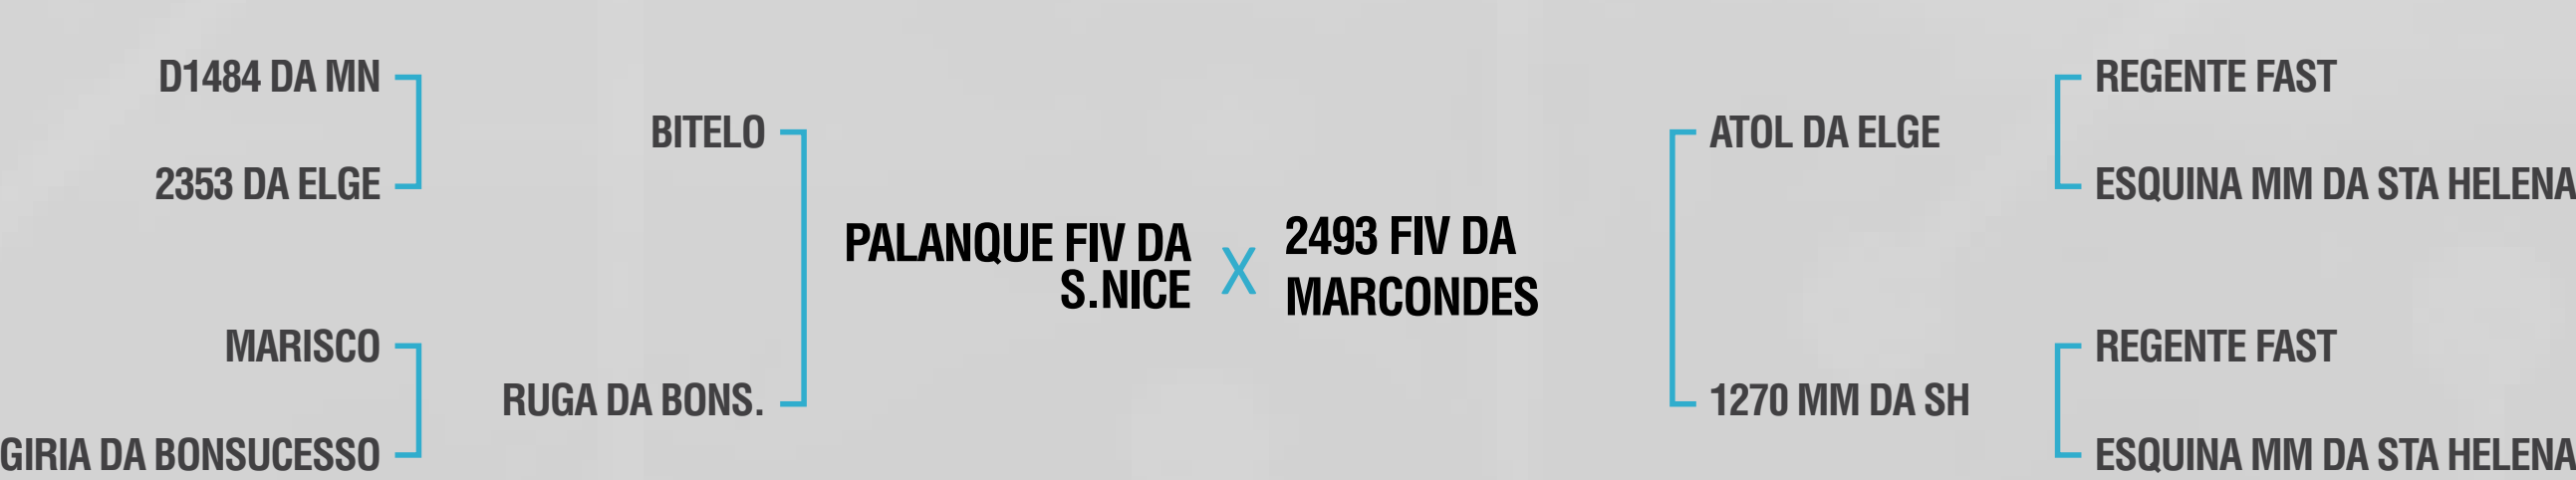 D1484 DA MN
2353 DA ELGE
MARISCO
GIRIA DA BONSUCESSO
BITELO
RUGA DA BONS.
PALANQUE FIV DA
S.NICE
X
2493 FIV DA
MARCONDES
ATOL DA ELGE
1270 MM DA SH
REGENTE FAST
ESQUINA MM DA STA HELENA
REGENTE FAST
ESQUINA MM DA STA HELENA